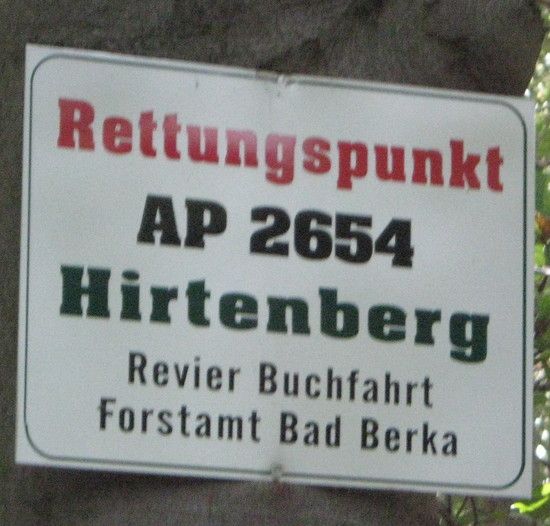 Rettungspunkt
AP 2654
Hirtenberg
Revier Buchfahrt
Forstamt Bad Berka